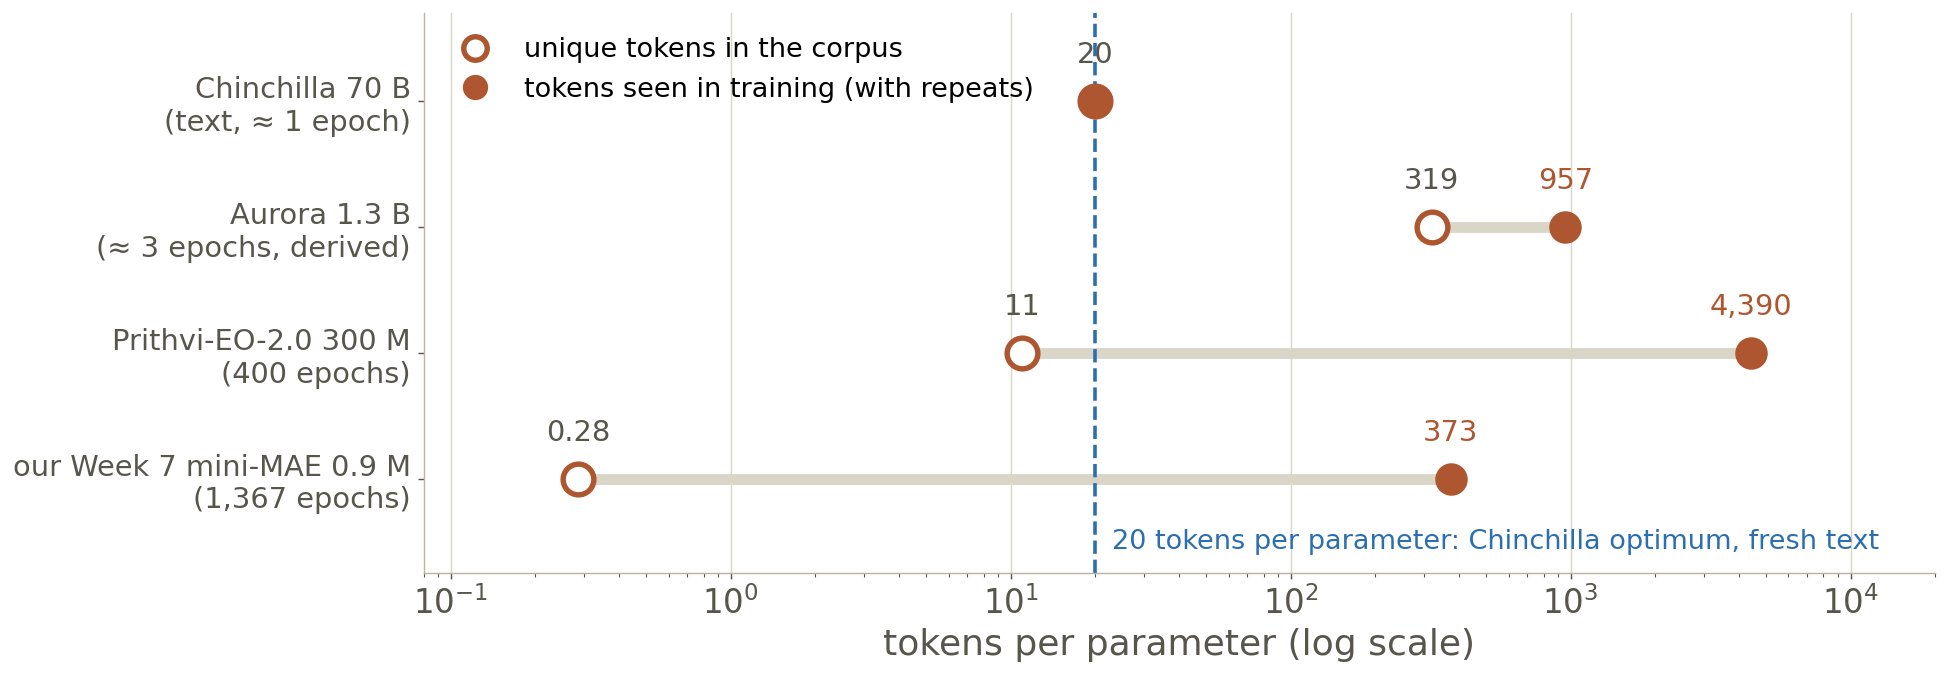 unique tokens in the corpus
tokens seen in training (with repeats)
20
Chinchilla 70 B
(text, ≈ 1 epoch)
319
957
Aurora 1.3 B
(≈ 3 epochs, derived)
11
4,390
Prithvi-EO-2.0 300 M
(400 epochs)
0.28
373
our Week 7 mini-MAE 0.9 M
(1,367 epochs)
20 tokens per parameter: Chinchilla optimum, fresh text
10⁻¹ 10⁰ 10¹ 10² 10³ 10⁴
tokens per parameter (log scale)